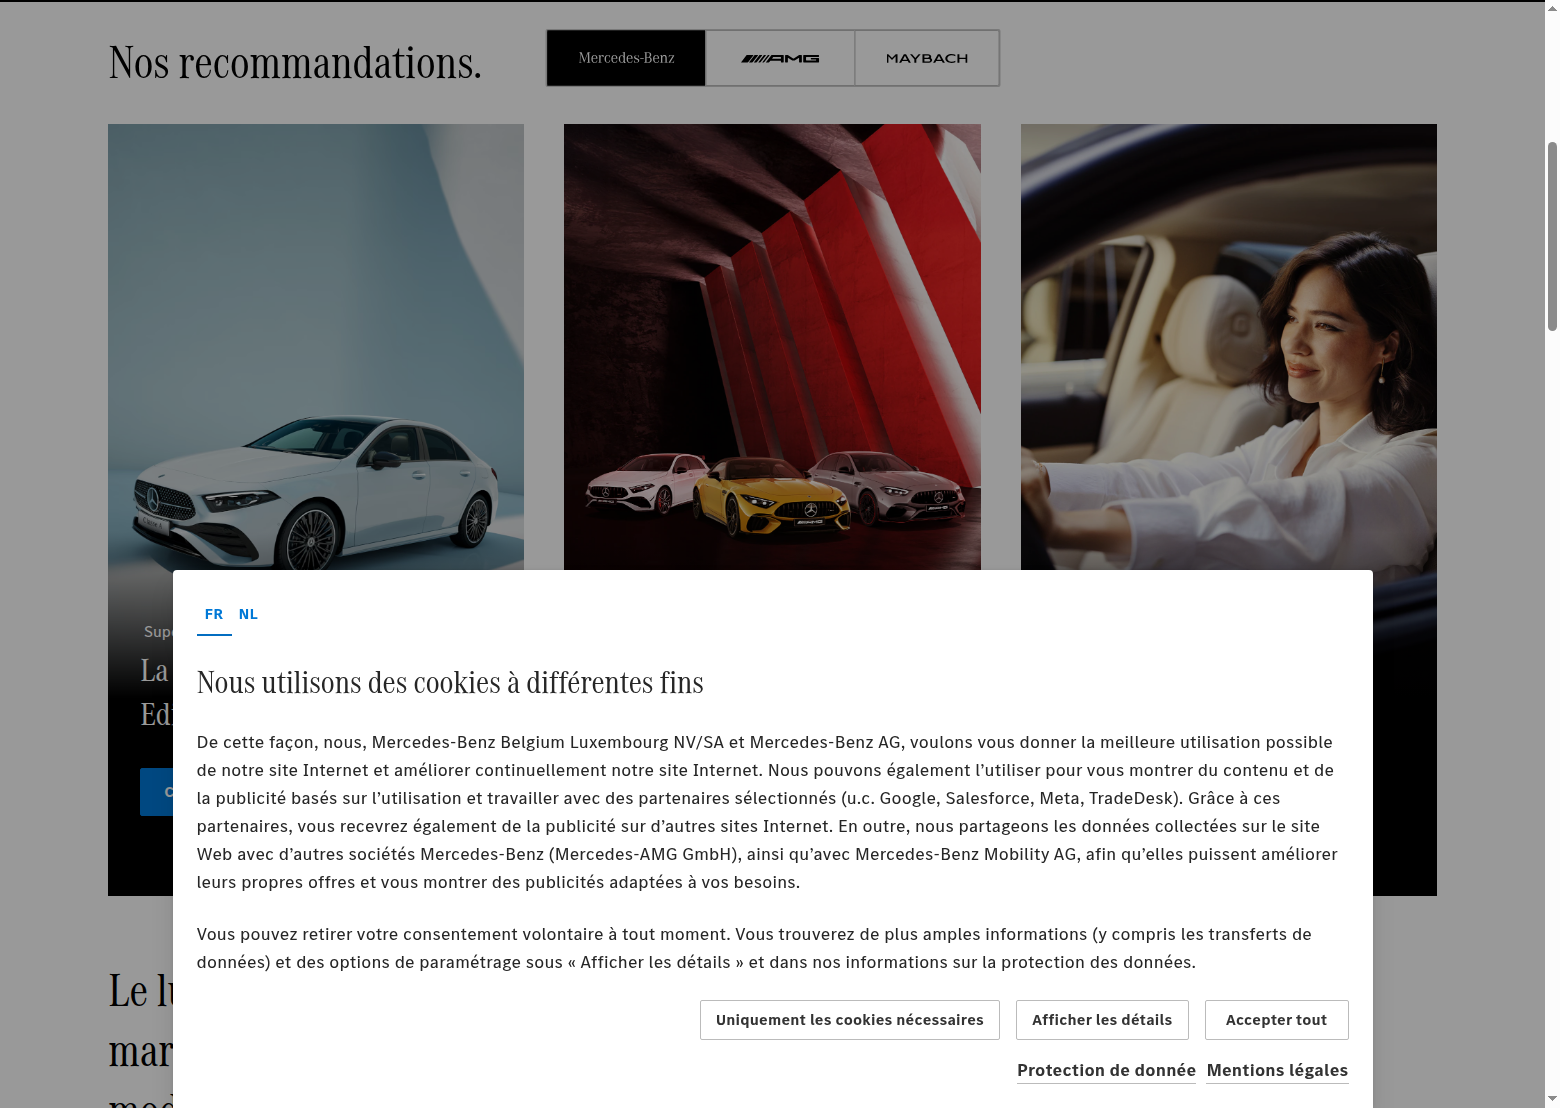 Nos recommandations.
Mercedes-Benz
AMG
MAYBACH
FR NL
Nous utilisons des cookies à différentes fins
De cette façon, nous, Mercedes-Benz Belgium Luxembourg NV/SA et Mercedes-Benz AG, voulons vous donner la meilleure utilisation possible
de notre site Internet et améliorer continuellement notre site Internet. Nous pouvons également l’utiliser pour vous montrer du contenu et de
la publicité basés sur l’utilisation et travailler avec des partenaires sélectionnés (u.c. Google, Salesforce, Meta, TradeDesk). Grâce à ces
partenaires, vous recevrez également de la publicité sur d’autres sites Internet. En outre, nous partageons les données collectées sur le site
Web avec d’autres sociétés Mercedes-Benz (Mercedes-AMG GmbH), ainsi qu’avec Mercedes-Benz Mobility AG, afin qu’elles puissent améliorer
leurs propres offres et vous montrer des publicités adaptées à vos besoins.
Vous pouvez retirer votre consentement volontaire à tout moment. Vous trouverez de plus amples informations (y compris les transferts de
données) et des options de paramétrage sous « Afficher les détails » et dans nos informations sur la protection des données.
Uniquement les cookies nécessaires
Afficher les détails
Accepter tout
Protection de donnée
Mentions légales
La
Le